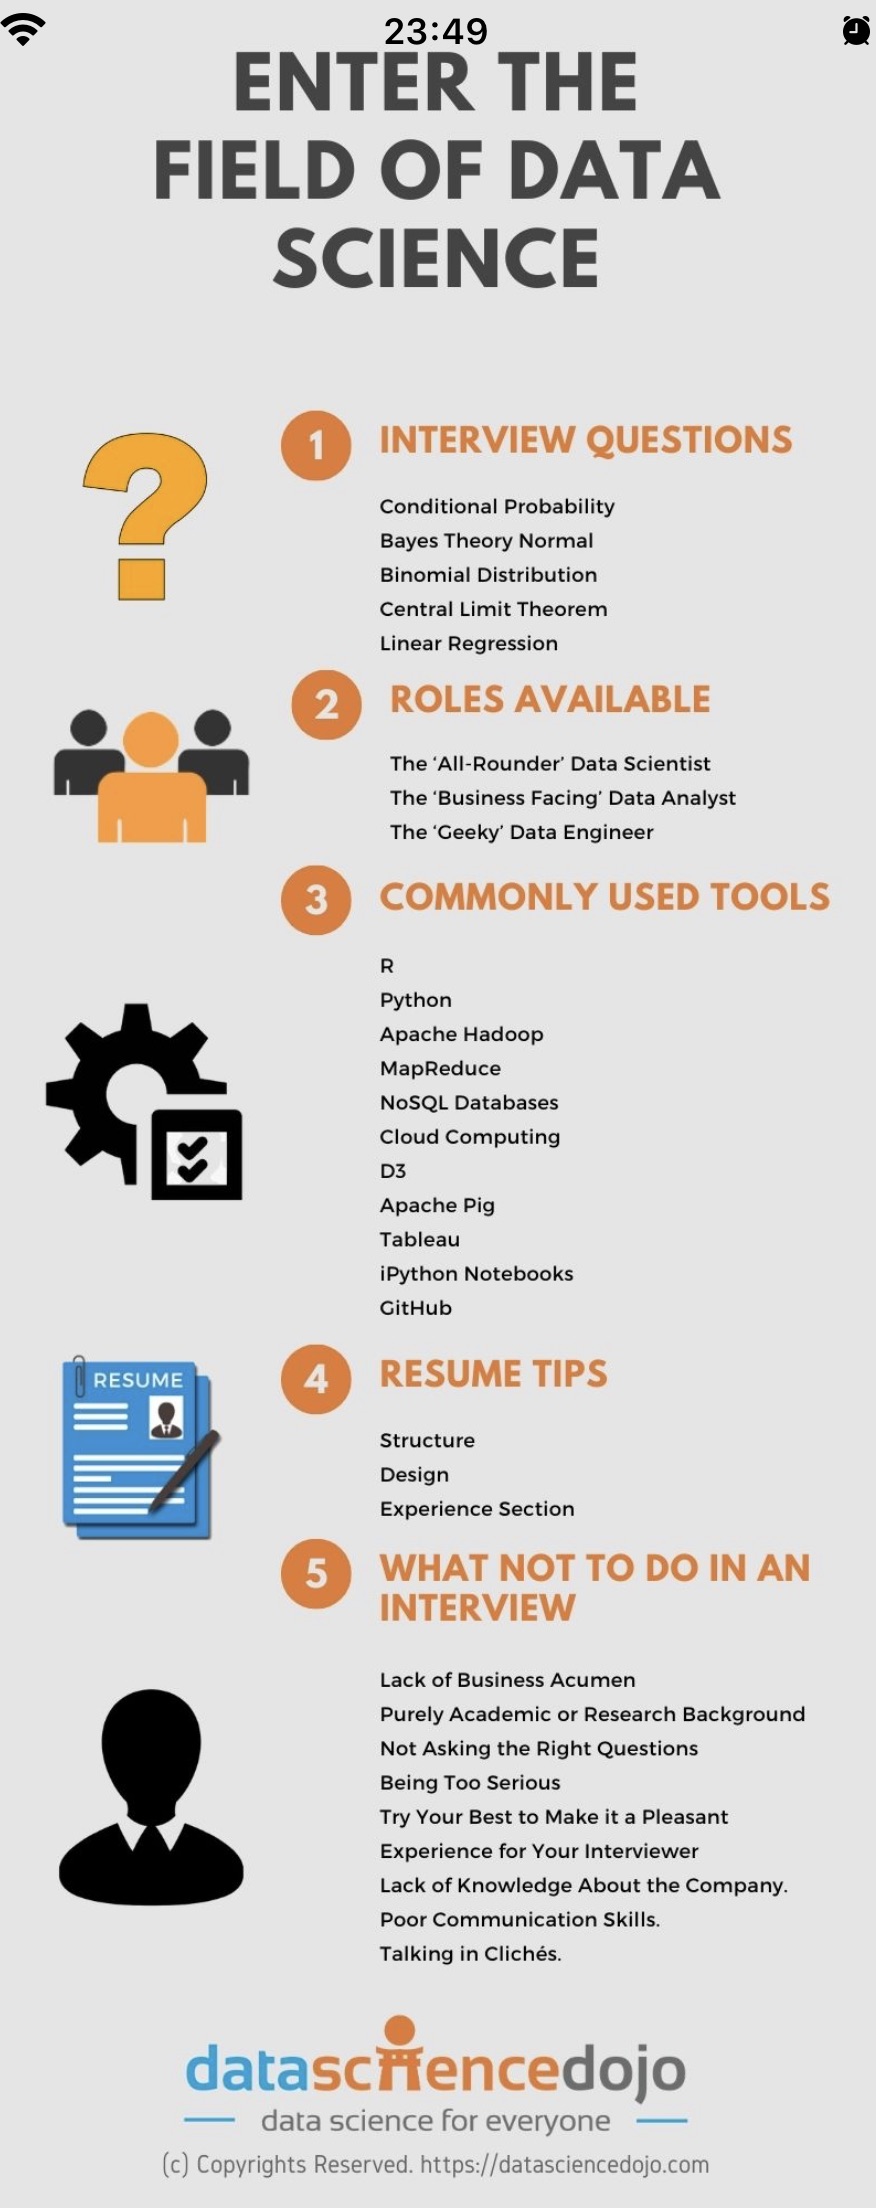 23:49
ENTER THE
FIELD OF DATA
SCIENCE
1 INTERVIEW QUESTIONS
Conditional Probability
Bayes Theory Normal
Binomial Distribution
Central Limit Theorem
Linear Regression
2 ROLES AVAILABLE
The ‘All-Rounder’ Data Scientist
The ‘Business Facing’ Data Analyst
The ‘Geeky’ Data Engineer
3 COMMONLY USED TOOLS
R
Python
Apache Hadoop
MapReduce
NoSQL Databases
Cloud Computing
D3
Apache Pig
Tableau
iPython Notebooks
GitHub
RESUME
4 RESUME TIPS
Structure
Design
Experience Section
5 WHAT NOT TO DO IN AN
INTERVIEW
Lack of Business Acumen
Purely Academic or Research Background
Not Asking the Right Questions
Being Too Serious
Try Your Best to Make it a Pleasant
Experience for Your Interviewer
Lack of Knowledge About the Company.
Poor Communication Skills.
Talking in Clichés.
datasciencedojo
data science for everyone
(c) Copyrights Reserved. https://datasciencedojo.com